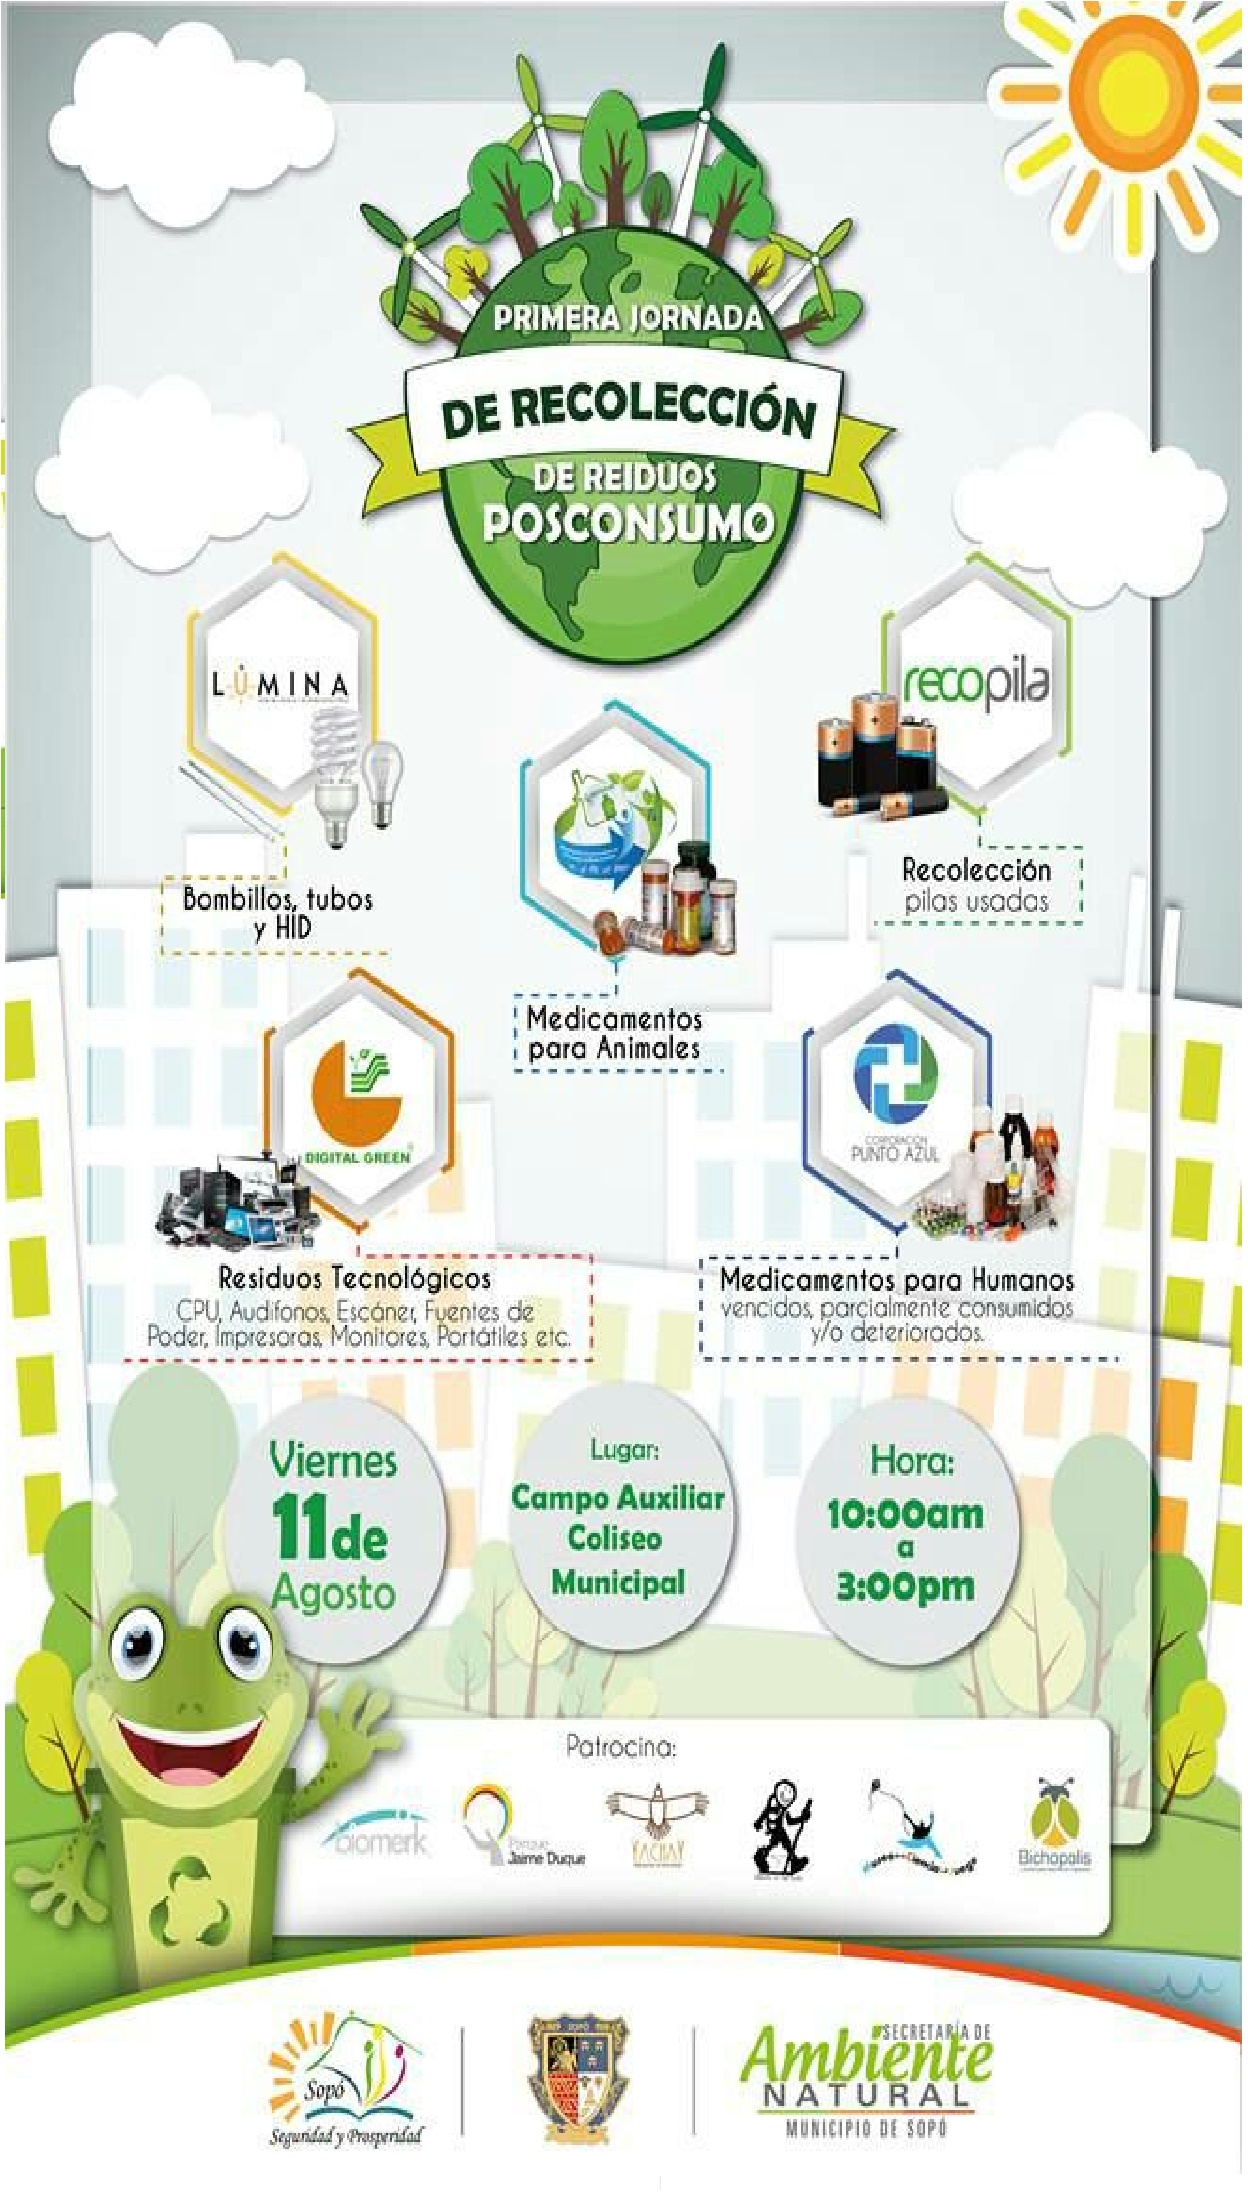 PRIMERA JORNADA
DE RECOLECCIÓN
DE REIDUOS
POSCONSUMO
LÚMINA
recopila
Bombillos, tubos
y HID
Recolección
pilas usadas
Medicamentos
para Animales
DIGITAL GREEN
CORPORACIÓN
PUNTO AZUL
Residuos Tecnológicos
CPU, Audífonos, Escáner, Fuentes de
Poder, Impresoras, Monitores, Portátiles etc.
Medicamentos para Humanos
vencidos, parcialmente consumidos
y/o deteriorados.
Viernes
11 de
Agosto
Lugar:
Campo Auxiliar
Coliseo
Municipal
Hora:
10:00am
a
3:00pm
Patrocina:
biomerk
Parque
Jaime Duque
Bichopolis
Sopó
Seguridad y Prosperidad
SECRETARÍA DE
Ambiente
NATURAL
MUNICIPIO DE SOPÓ